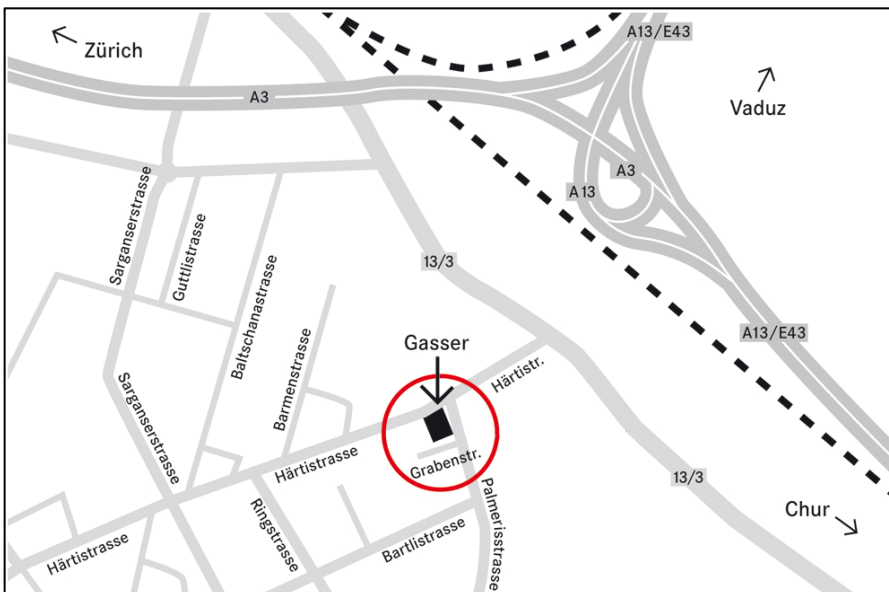 Zürich
A13/E43
A3
Vaduz
A3
A13
Sarganserstrasse
Guttlistrasse
Baltschanastrasse
13/3
A13/E43
Gasser
Barmenstrasse
Härtistr.
Sarganserstrasse
Härtistrasse
Grabenstr.
13/3
Palmerisstrasse
Chur
Ringstrasse
Bartlistrasse
Härtistrasse